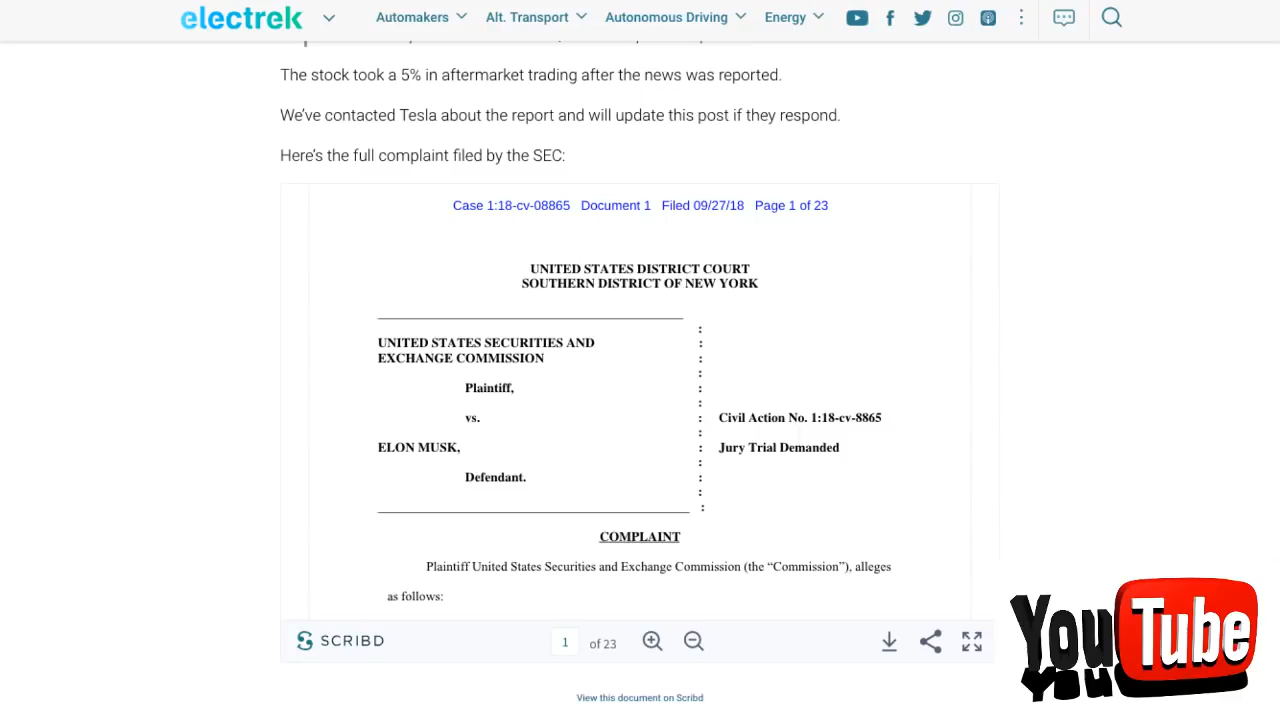 electrek
Automakers Alt. Transport Autonomous Driving Energy
The stock took a 5% in aftermarket trading after the news was reported.
We’ve contacted Tesla about the report and will update this post if they respond.
Here’s the full complaint filed by the SEC:
Case 1:18-cv-08865 Document 1 Filed 09/27/18 Page 1 of 23
UNITED STATES DISTRICT COURT
SOUTHERN DISTRICT OF NEW YORK
UNITED STATES SECURITIES AND
EXCHANGE COMMISSION
Plaintiff,
vs.
ELON MUSK,
Defendant.
Civil Action No. 1:18-cv-8865
Jury Trial Demanded
COMPLAINT
Plaintiff United States Securities and Exchange Commission (the “Commission”), alleges
as follows:
SCRIBD
1 of 23
View this document on Scribd
YouTube